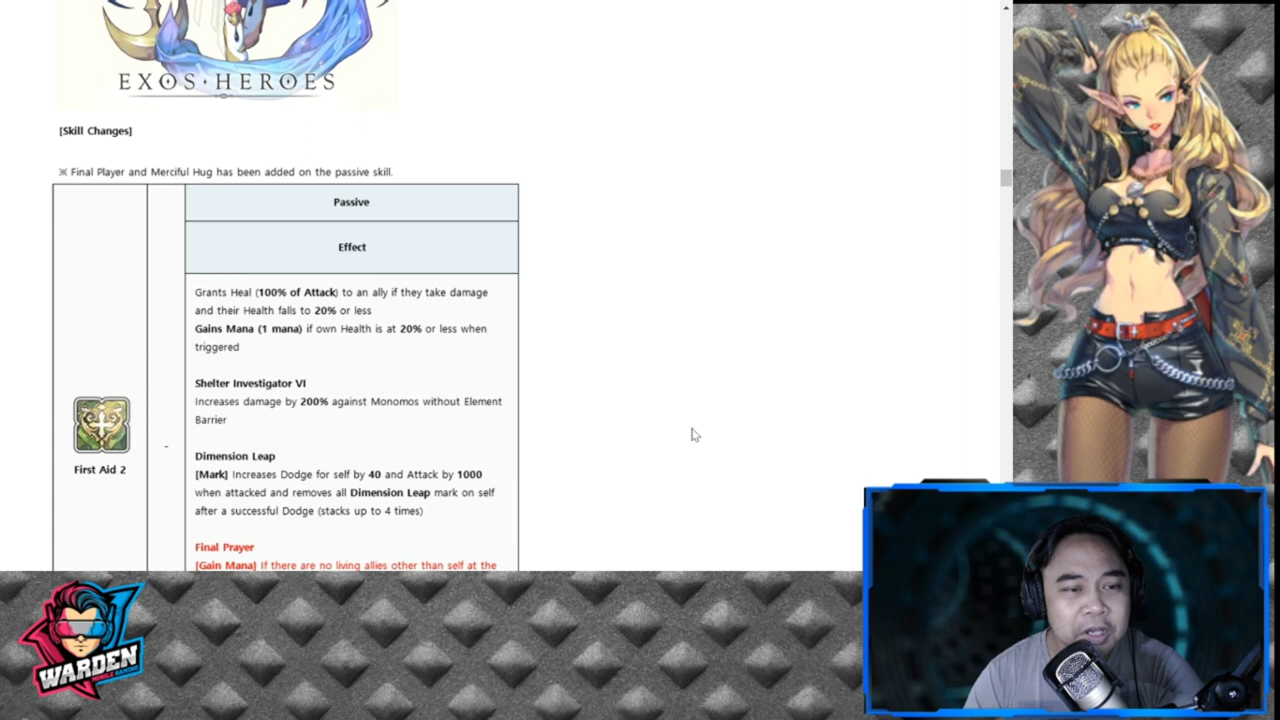 EXOS HEROES
[Skill Changes]
※ Final Player and Merciful Hug has been added on the passive skill.
Passive
Effect
Grants Heal (100% of Attack) to an ally if they take damage
and their Health falls to 20% or less
Gains Mana (1 mana) if own Health is at 20% or less when
triggered
Shelter Investigator VI
Increases damage by 200% against Monomos without Element
Barrier
First Aid 2
-
Dimension Leap
[Mark] Increases Dodge for self by 40 and Attack by 1000
when attacked and removes all Dimension Leap mark on self
after a successful Dodge (stacks up to 4 times)
Final Prayer
[Gain Mana] If there are no living allies other than self at the
WARDEN
MOBILE GAMING